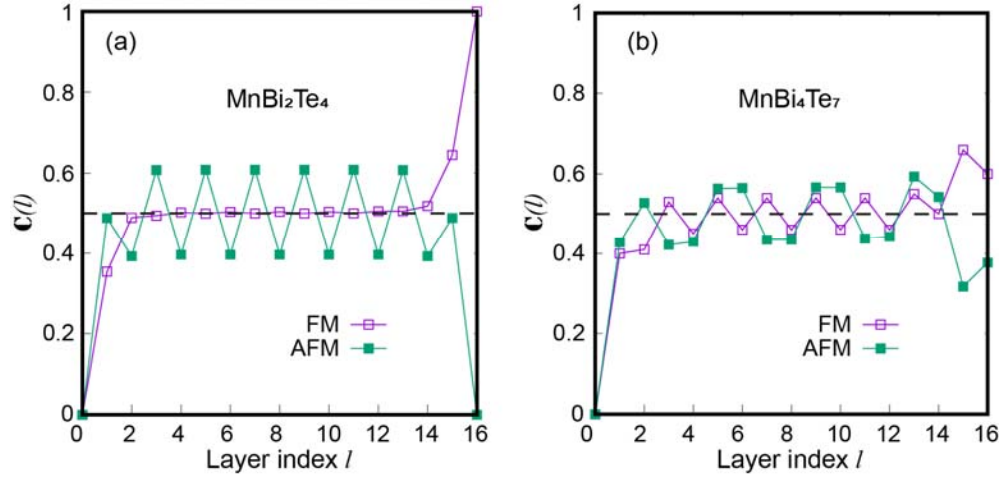 (a)
MnBi₂Te₄
C(l)
1
0.8
0.6
0.4
0.2
0
FM
AFM
0 2 4 6 8 10 12 14 16
Layer index l
(b)
MnBi₄Te₇
C(l)
1
0.8
0.6
0.4
0.2
0
FM
AFM
0 2 4 6 8 10 12 14 16
Layer index l